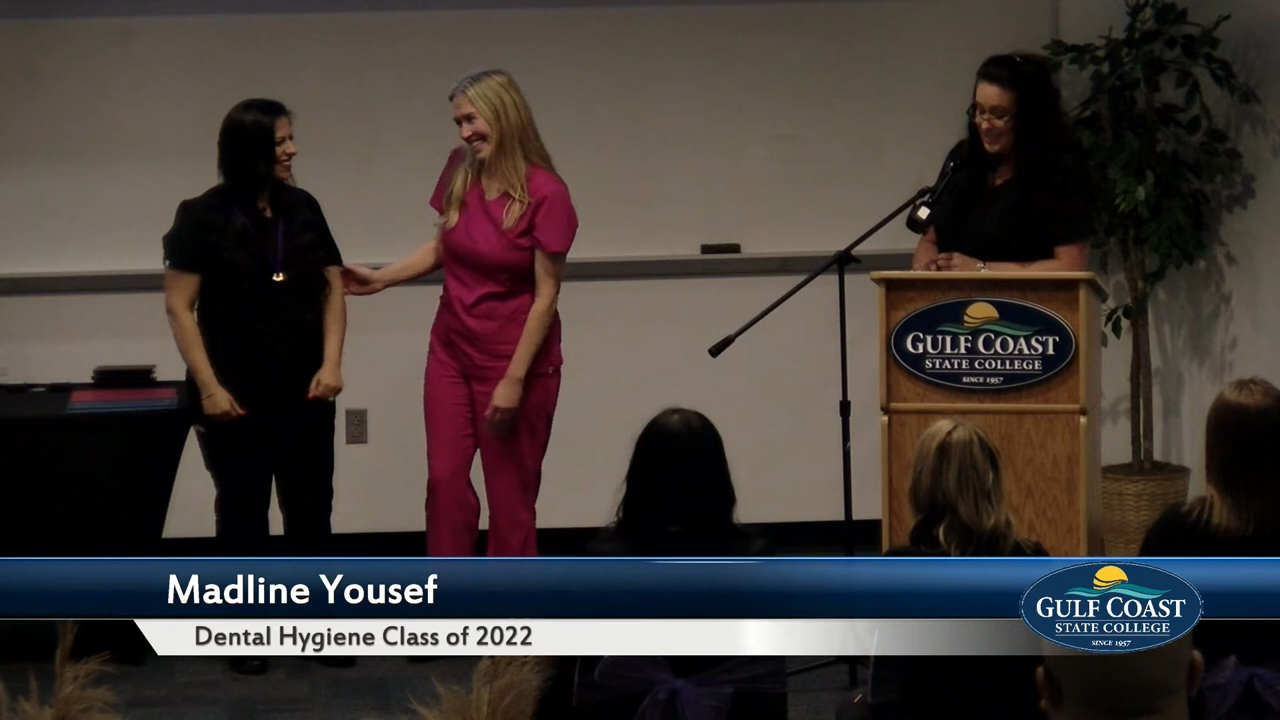 GULF COAST
STATE COLLEGE
SINCE 1957
Madline Yousef
Dental Hygiene Class of 2022
GULF COAST
STATE COLLEGE
SINCE 1957